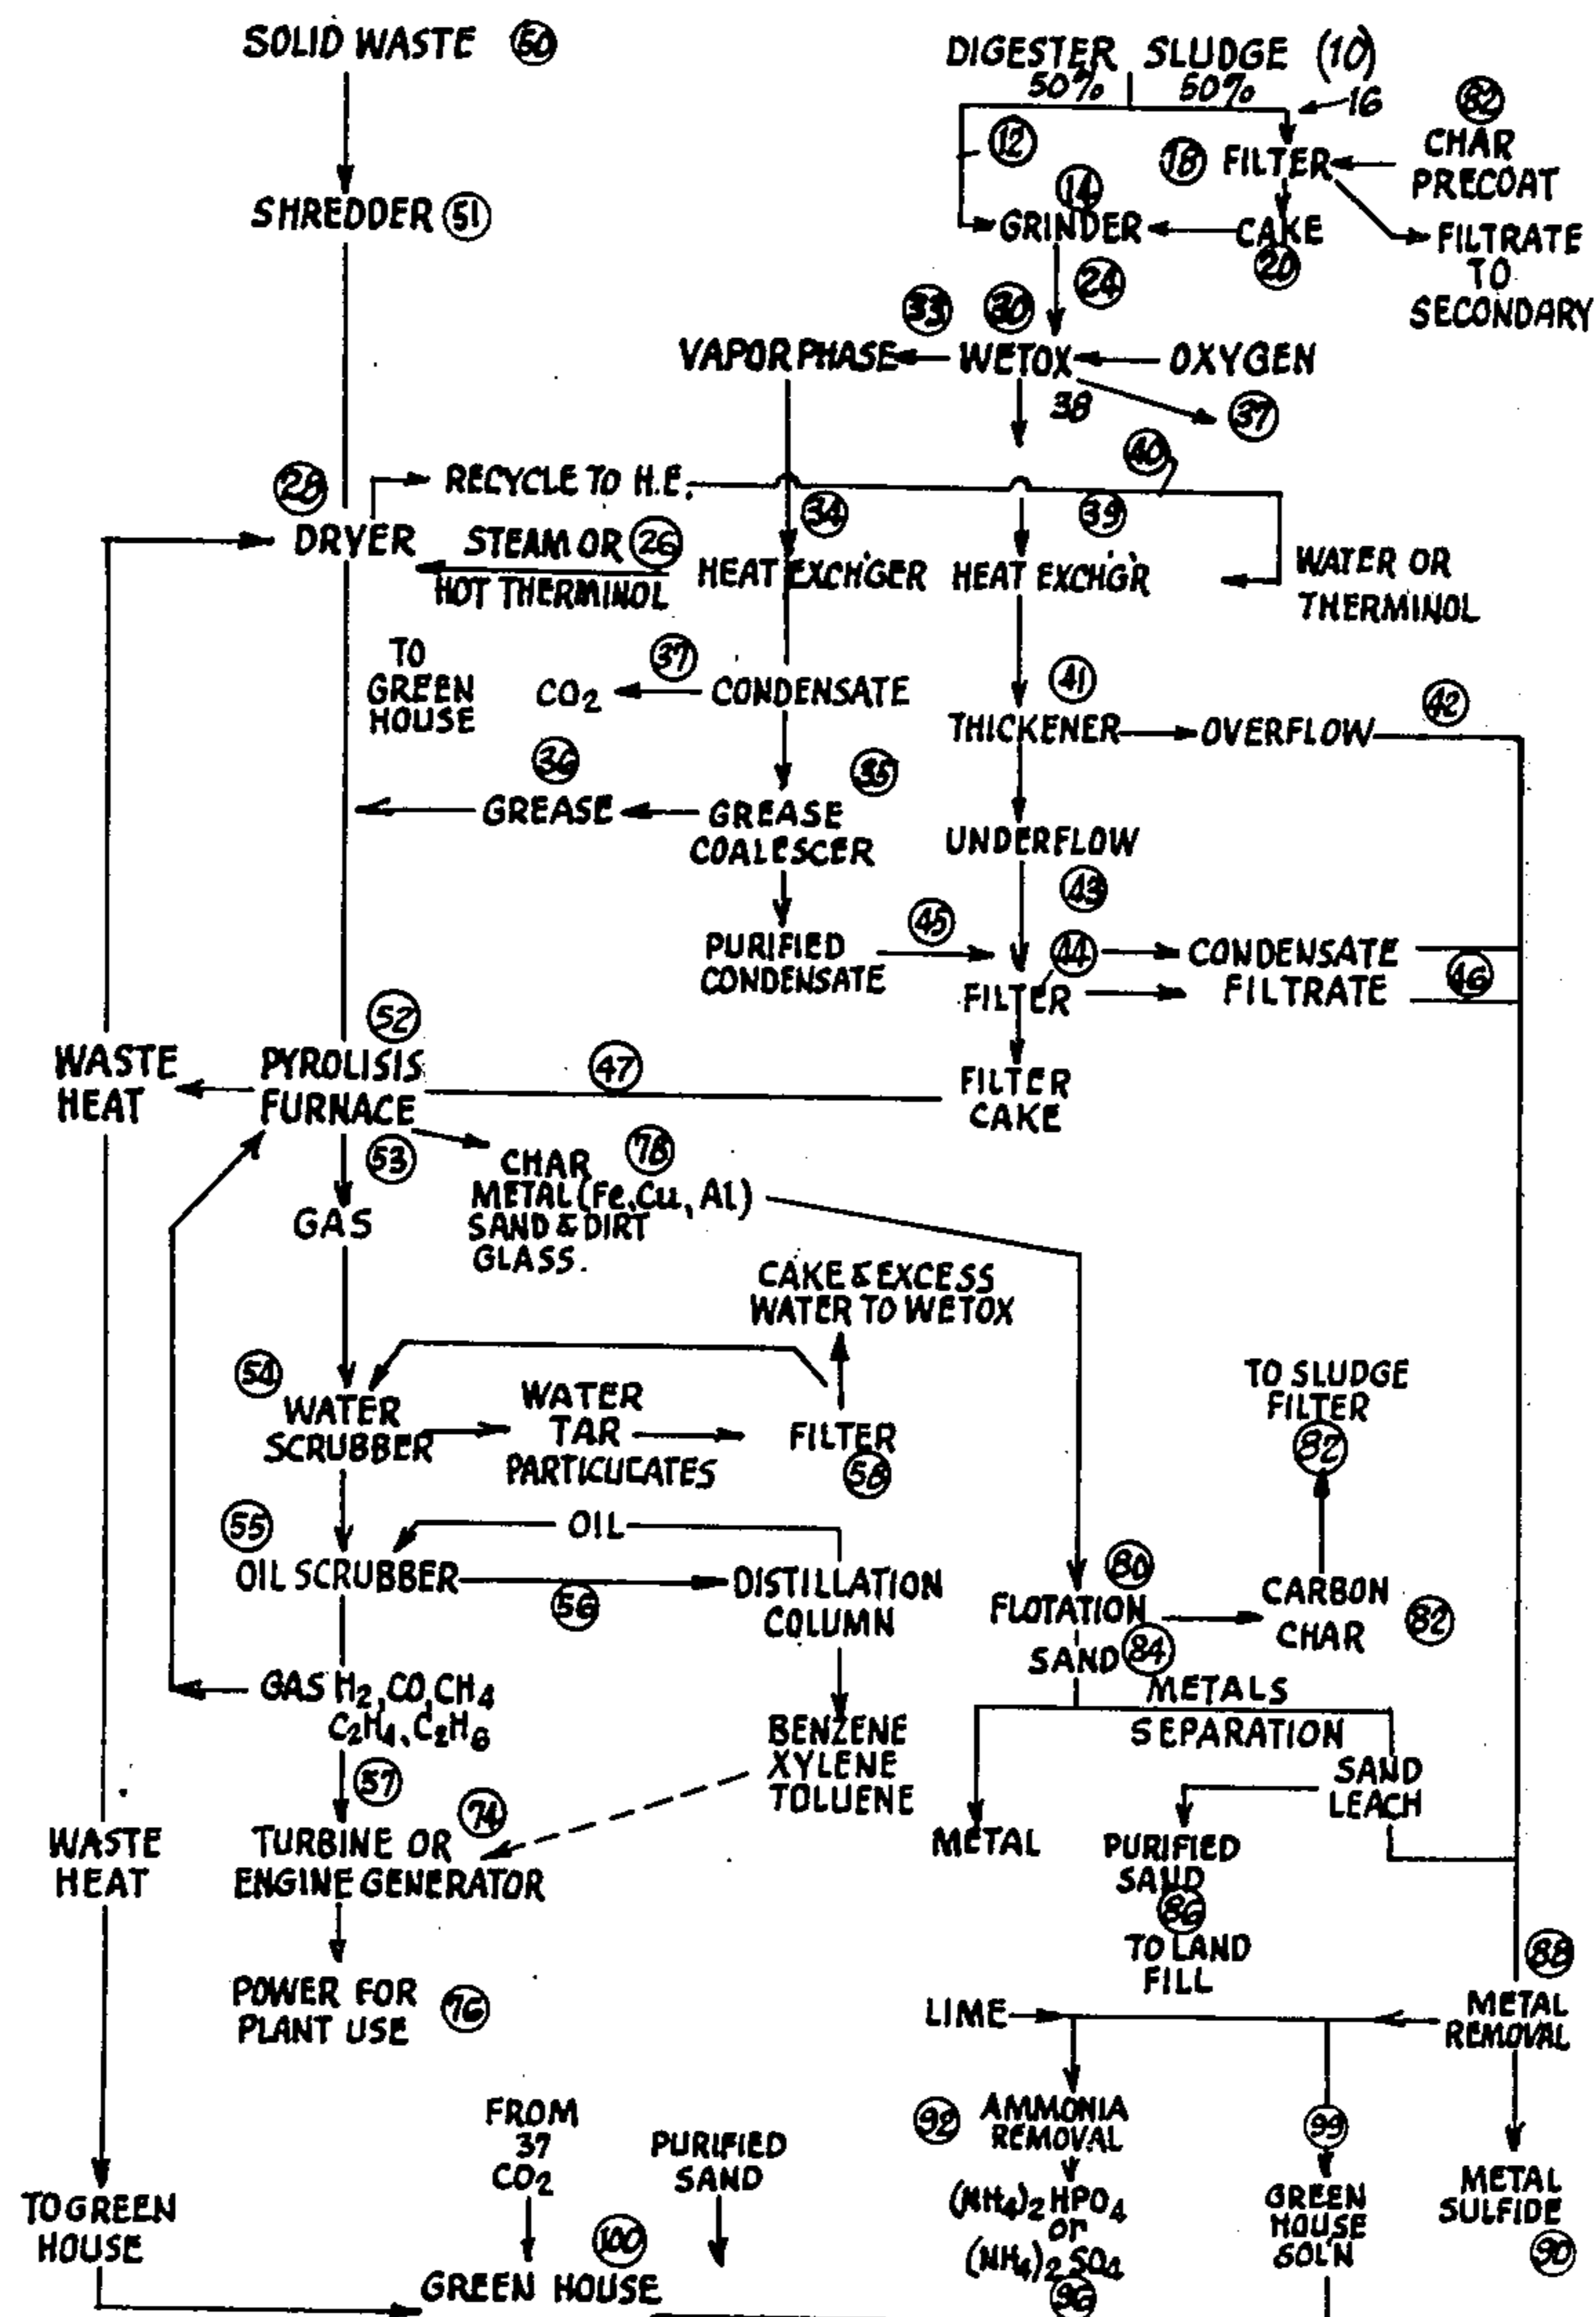 SOLID WASTE 50
DIGESTER SLUDGE (10)
50% 50%
16
82
CHAR
PRECOAT
12
18 FILTER
14
SHREDDER 51
GRINDER
CAKE
20
FILTRATE
TO
SECONDARY
24
33
30
VAPOR PHASE
WETOX
OXYGEN
38
37
40
28
RECYCLE TO H.E.
34
39
DRYER
STEAM OR 26
HOT THERMINOL
HEAT EXCH'GER
HEAT EXCHG'R
WATER OR
THERMINOL
TO
GREEN
HOUSE
37
CO2
CONDENSATE
41
THICKENER
OVERFLOW
42
36
GREASE
35
GREASE
COALESCER
UNDERFLOW
43
45
PURIFIED
CONDENSATE
44
FILTER
CONDENSATE
FILTRATE
46
52
WASTE
HEAT
PYROLISIS
FURNACE
47
FILTER
CAKE
53
GAS
CHAR 78
METAL (Fe, Cu, Al)
SAND & DIRT
GLASS.
CAKE & EXCESS
WATER TO WETOX
54
WATER
SCRUBBER
WATER
TAR
PARTICULATES
FILTER
58
TO SLUDGE
FILTER
82
55
OIL
OIL SCRUBBER
56
DISTILLATION
COLUMN
80
FLOTATION
SAND 84
CARBON
CHAR
82
METALS
SEPARATION
GAS H2, CO, CH4
C2H4, C2H6
BENZENE
XYLENE
TOLUENE
SAND
LEACH
57
74
WASTE
HEAT
TURBINE OR
ENGINE GENERATOR
METAL
PURIFIED
SAND
86
TO LAND
FILL
88
POWER FOR
PLANT USE
76
LIME
METAL
REMOVAL
FROM
37
CO2
PURIFIED
SAND
92
AMMONIA
REMOVAL
99
TO GREEN
HOUSE
100
GREEN HOUSE
(NH4)2HPO4
or
(NH4)2SO4
96
GREEN
HOUSE
SOL'N
METAL
SULFIDE
90